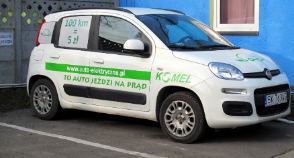 100 km
=
5 zł
www.auto-elektryczne.pl
TO AUTO JEŹDZI NA PRĄD
KOMEL